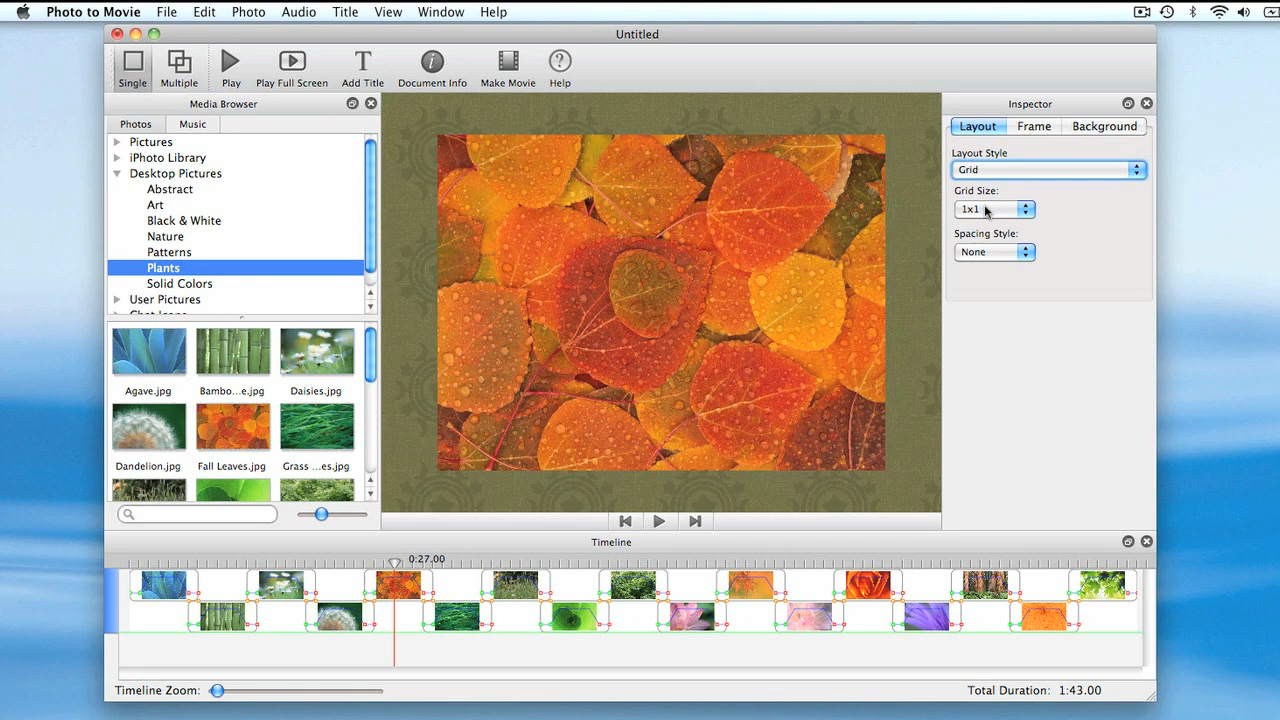 Photo to Movie File Edit Photo Audio Title View Window Help
Untitled
Single Multiple Play Play Full Screen Add Title Document Info Make Movie Help
Media Browser
Photos Music
Pictures
iPhoto Library
Desktop Pictures
Abstract
Art
Black & White
Nature
Patterns
Plants
Solid Colors
User Pictures
Agave.jpg Bambo...e.jpg Daisies.jpg
Dandelion.jpg Fall Leaves.jpg Grass ...es.jpg
Inspector
Layout Frame Background
Layout Style
Grid
Grid Size:
1x1
Spacing Style:
None
Timeline
0:27.00
Timeline Zoom:
Total Duration: 1:43.00